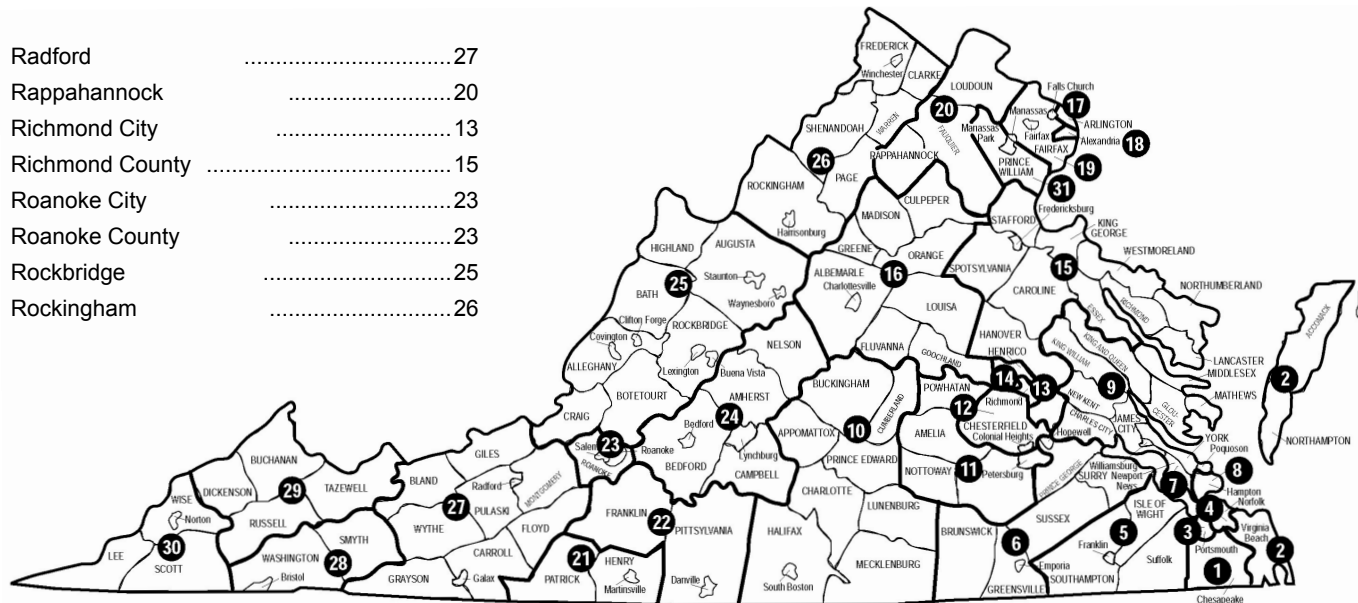 Radford ..................................27
Rappahannock ...........................20
Richmond City .............................13
Richmond County ........................................15
Roanoke City ..............................23
Roanoke County ..............................23
Rockbridge ...............................25
Rockingham ..............................26
FREDERICK
Winchester
CLARKE
LOUDOUN
Falls Church
17
20
Manassas
ARLINGTON
SHENANDOAH
WARREN
FAUQUIER
Manassas
Park
Fairfax
Alexandria
18
FAIRFAX
26
RAPPAHANNOCK
PRINCE
WILLIAM
19
PAGE
31
ROCKINGHAM
CULPEPER
Fredericksburg
MADISON
STAFFORD
KING
GEORGE
Harrisonburg
HIGHLAND
AUGUSTA
GREENE
ORANGE
WESTMORELAND
ALBEMARLE
16
SPOTSYLVANIA
15
BATH
25
Staunton
Charlottesville
CAROLINE
NORTHUMBERLAND
Waynesboro
LOUISA
ESSEX
RICHMOND
ACCOMACK
Clifton Forge
ROCKBRIDGE
Covington
NELSON
HANOVER
KING AND QUEEN
FLUVANNA
GOOCHLAND
HENRICO
KING WILLIAM
LANCASTER
ALLEGHANY
Lexington
Buena Vista
MIDDLESEX
BUCKINGHAM
POWHATAN
14
13
9
2
BOTETOURT
AMHERST
CUMBERLAND
12
Richmond
NEW KENT
GLOU-
CESTER
MATHEWS
CRAIG
24
10
CHESTERFIELD
CHARLES CITY
JAMES
CITY
Bedford
APPOMATTOX
AMELIA
Colonial Heights
Hopewell
YORK
NORTHAMPTON
Salem
23
Roanoke
Lynchburg
Poquoson
BUCHANAN
GILES
ROANOKE
BEDFORD
CAMPBELL
PRINCE EDWARD
NOTTOWAY
11
Petersburg
PRINCE GEORGE
Williamsburg
8
DICKENSON
29
TAZEWELL
BLAND
Radford
MONTGOMERY
SURRY
Newport
News
7
Hampton
WISE
CHARLOTTE
Norfolk
Norton
RUSSELL
27
PULASKI
FRANKLIN
22
PITTSYLVANIA
LUNENBURG
SUSSEX
ISLE OF
WIGHT
4
WYTHE
FLOYD
HALIFAX
BRUNSWICK
5
3
Virginia
Beach
LEE
30
SCOTT
WASHINGTON
SMYTH
28
CARROLL
21
HENRY
MECKLENBURG
6
Franklin
Suffolk
Portsmouth
2
Bristol
GRAYSON
Galax
PATRICK
Martinsville
Danville
South Boston
Emporia
GREENSVILLE
SOUTHAMPTON
1
Chesapeake